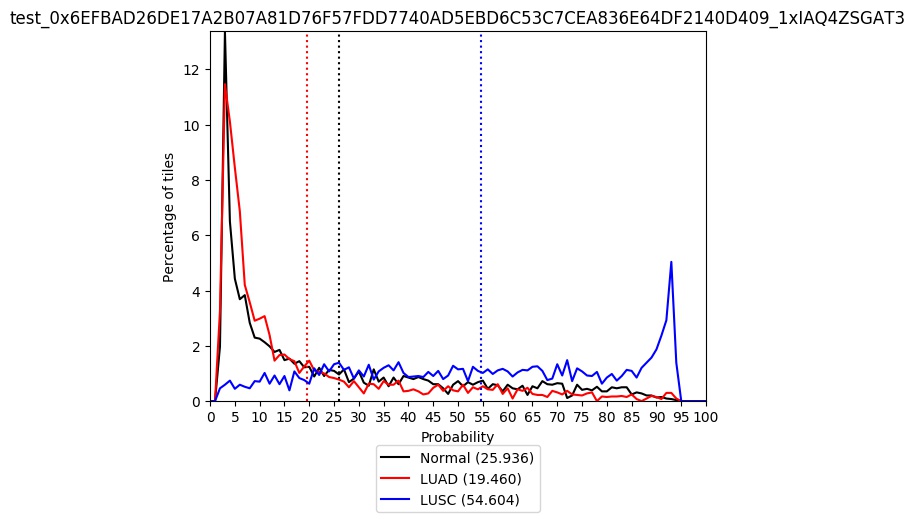 test_0x6EFBAD26DE17A2B07A81D76F57FDD7740AD5EBD6C53C7CEA836E64DF2140D409_1xIAQ4ZSGAT3
12
10
8
6
4
2
0
Percentage of tiles
0 5 10 15 20 25 30 35 40 45 50 55 60 65 70 75 80 85 90 95 100
Probability
Normal (25.936)
LUAD (19.460)
LUSC (54.604)